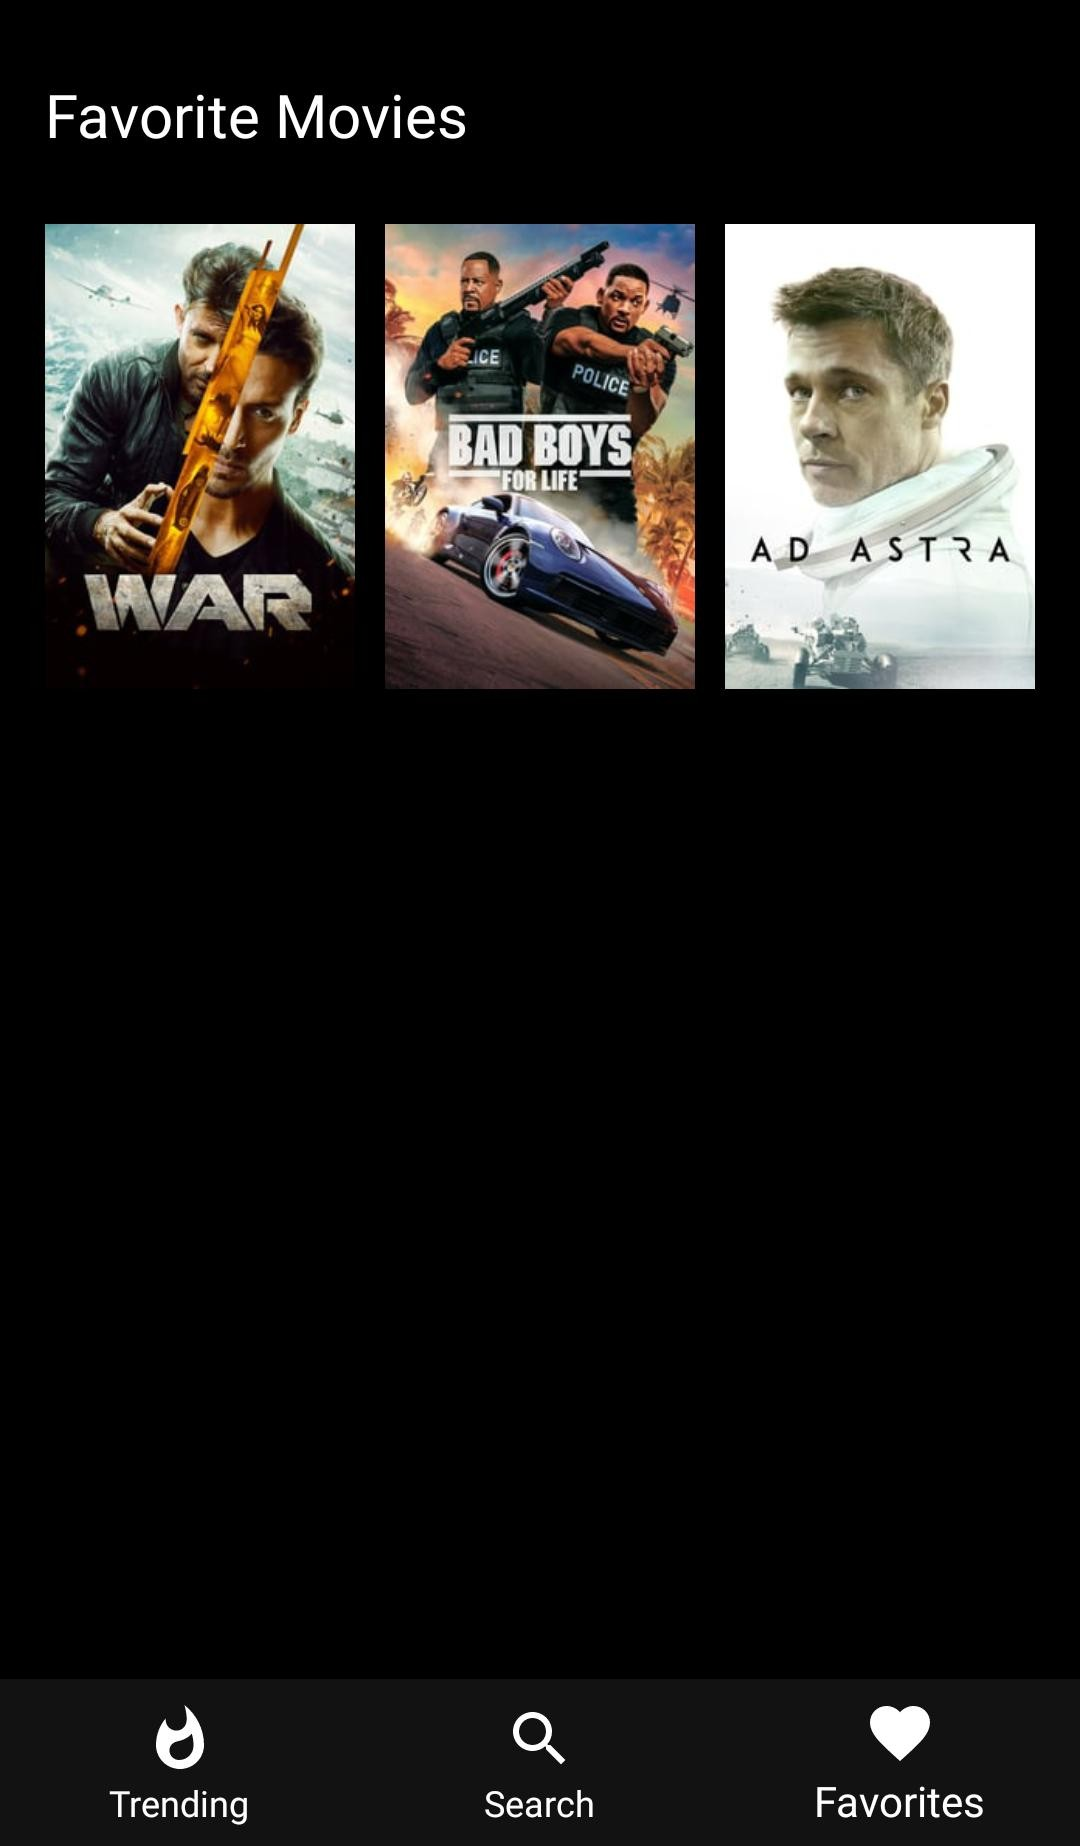 Favorite Movies
WAR
LICE
POLICE
BAD BOYS
FOR LIFE
AD ASTRA
Trending
Search
Favorites